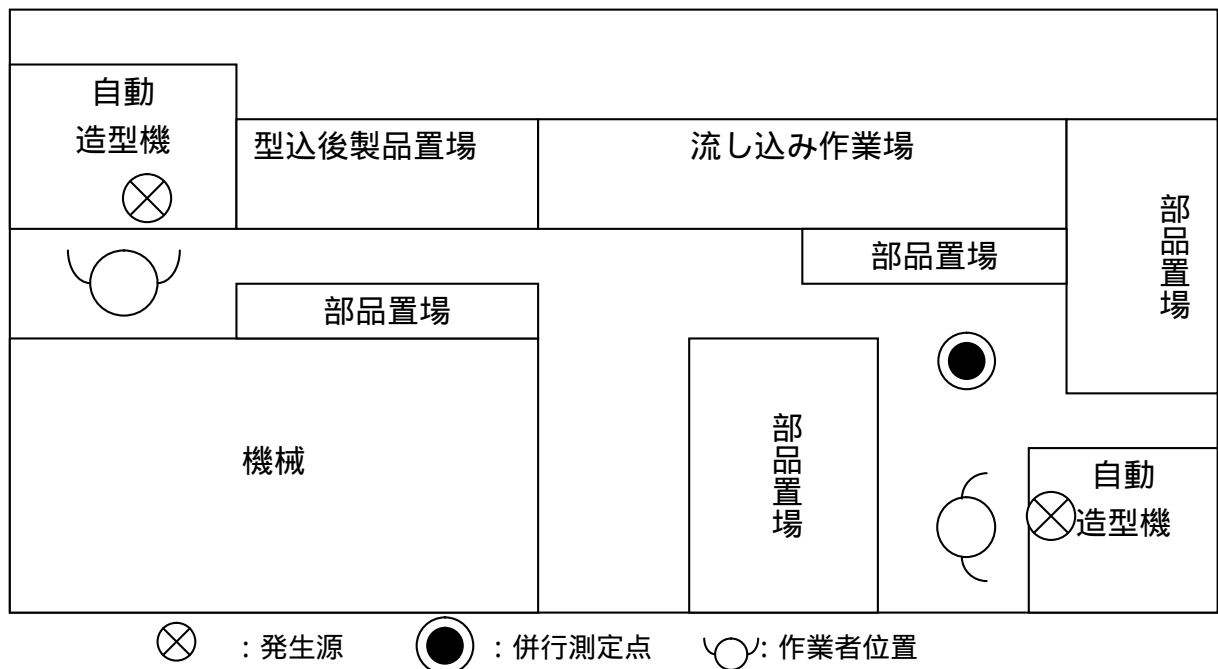 自動
造型機
型込後製品置場
流し込み作業場
部品置場
部品置場
部品置場
機械
部品置場
自動
造型機
：発生源
：併行測定点
：作業者位置